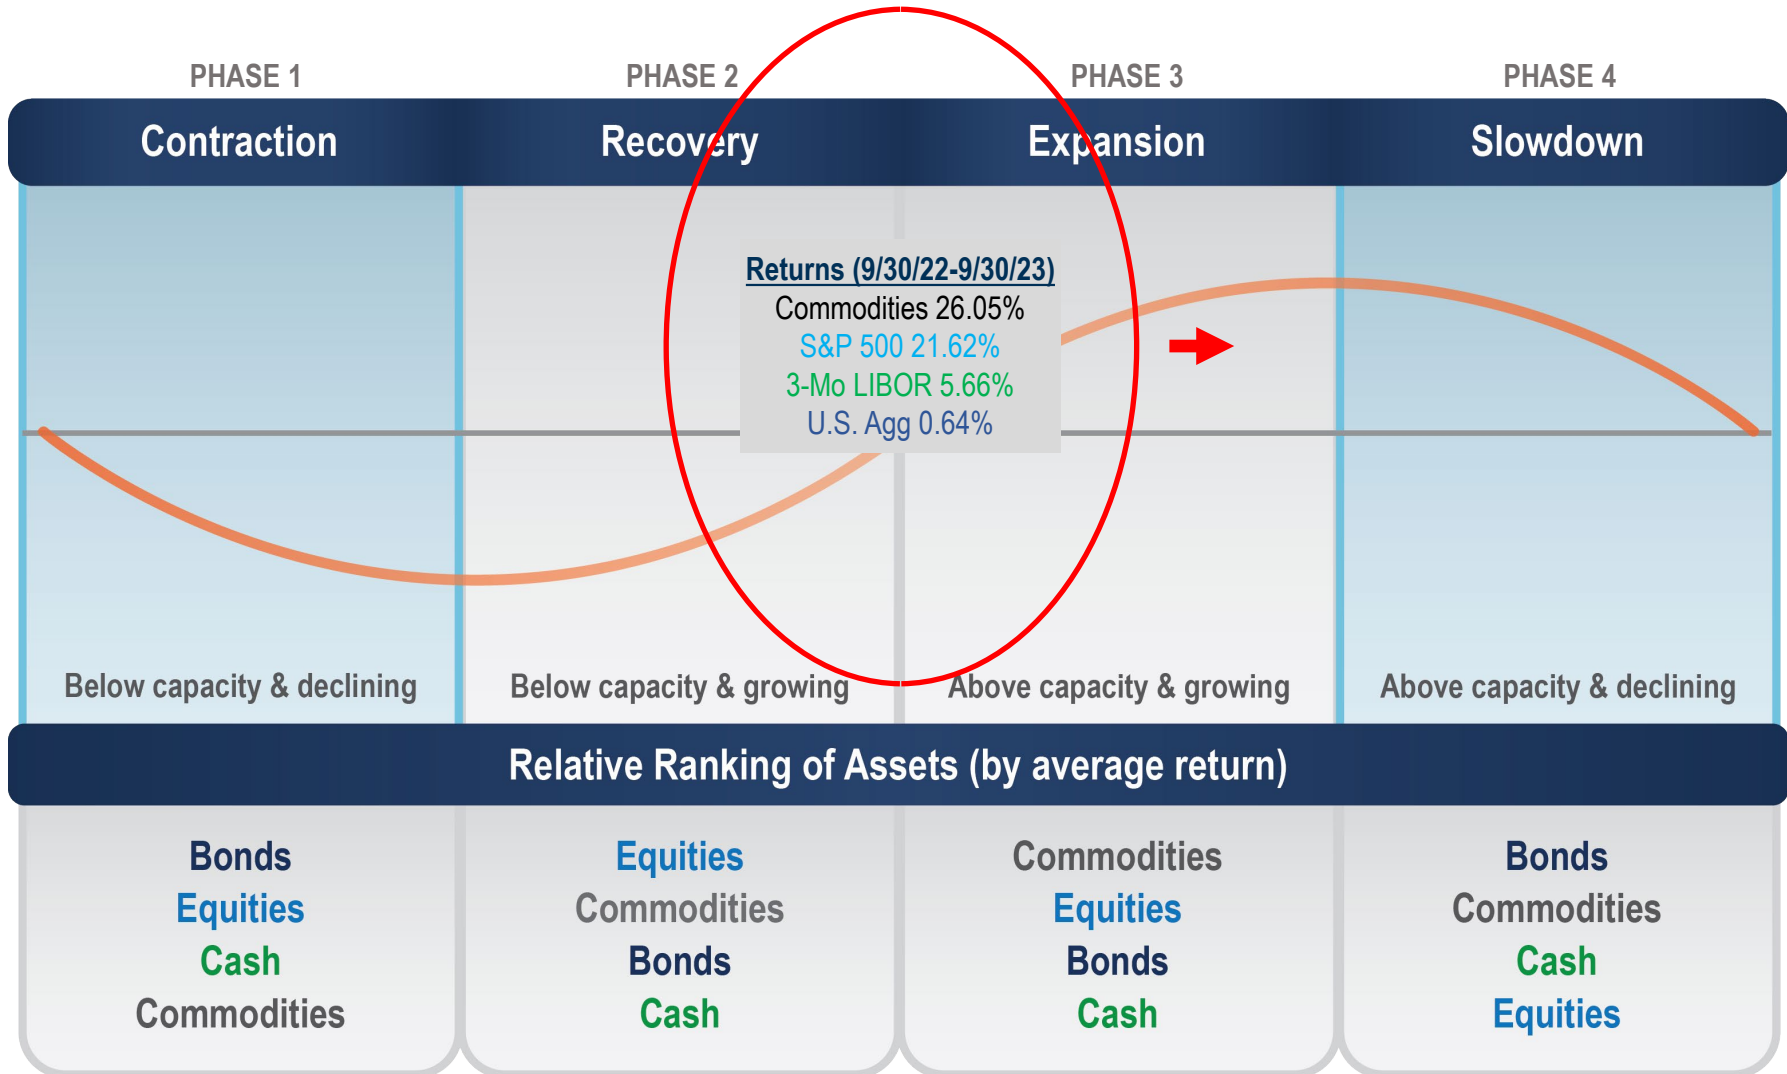 PHASE 1
PHASE 2
PHASE 3
PHASE 4
Contraction
Recovery
Expansion
Slowdown
Returns (9/30/22-9/30/23)
Commodities 26.05%
S&P 500 21.62%
3-Mo LIBOR 5.66%
U.S. Agg 0.64%
Below capacity & declining
Below capacity & growing
Above capacity & growing
Above capacity & declining
Relative Ranking of Assets (by average return)
Bonds
Equities
Cash
Commodities
Equities
Commodities
Bonds
Cash
Commodities
Equities
Bonds
Cash
Bonds
Commodities
Cash
Equities